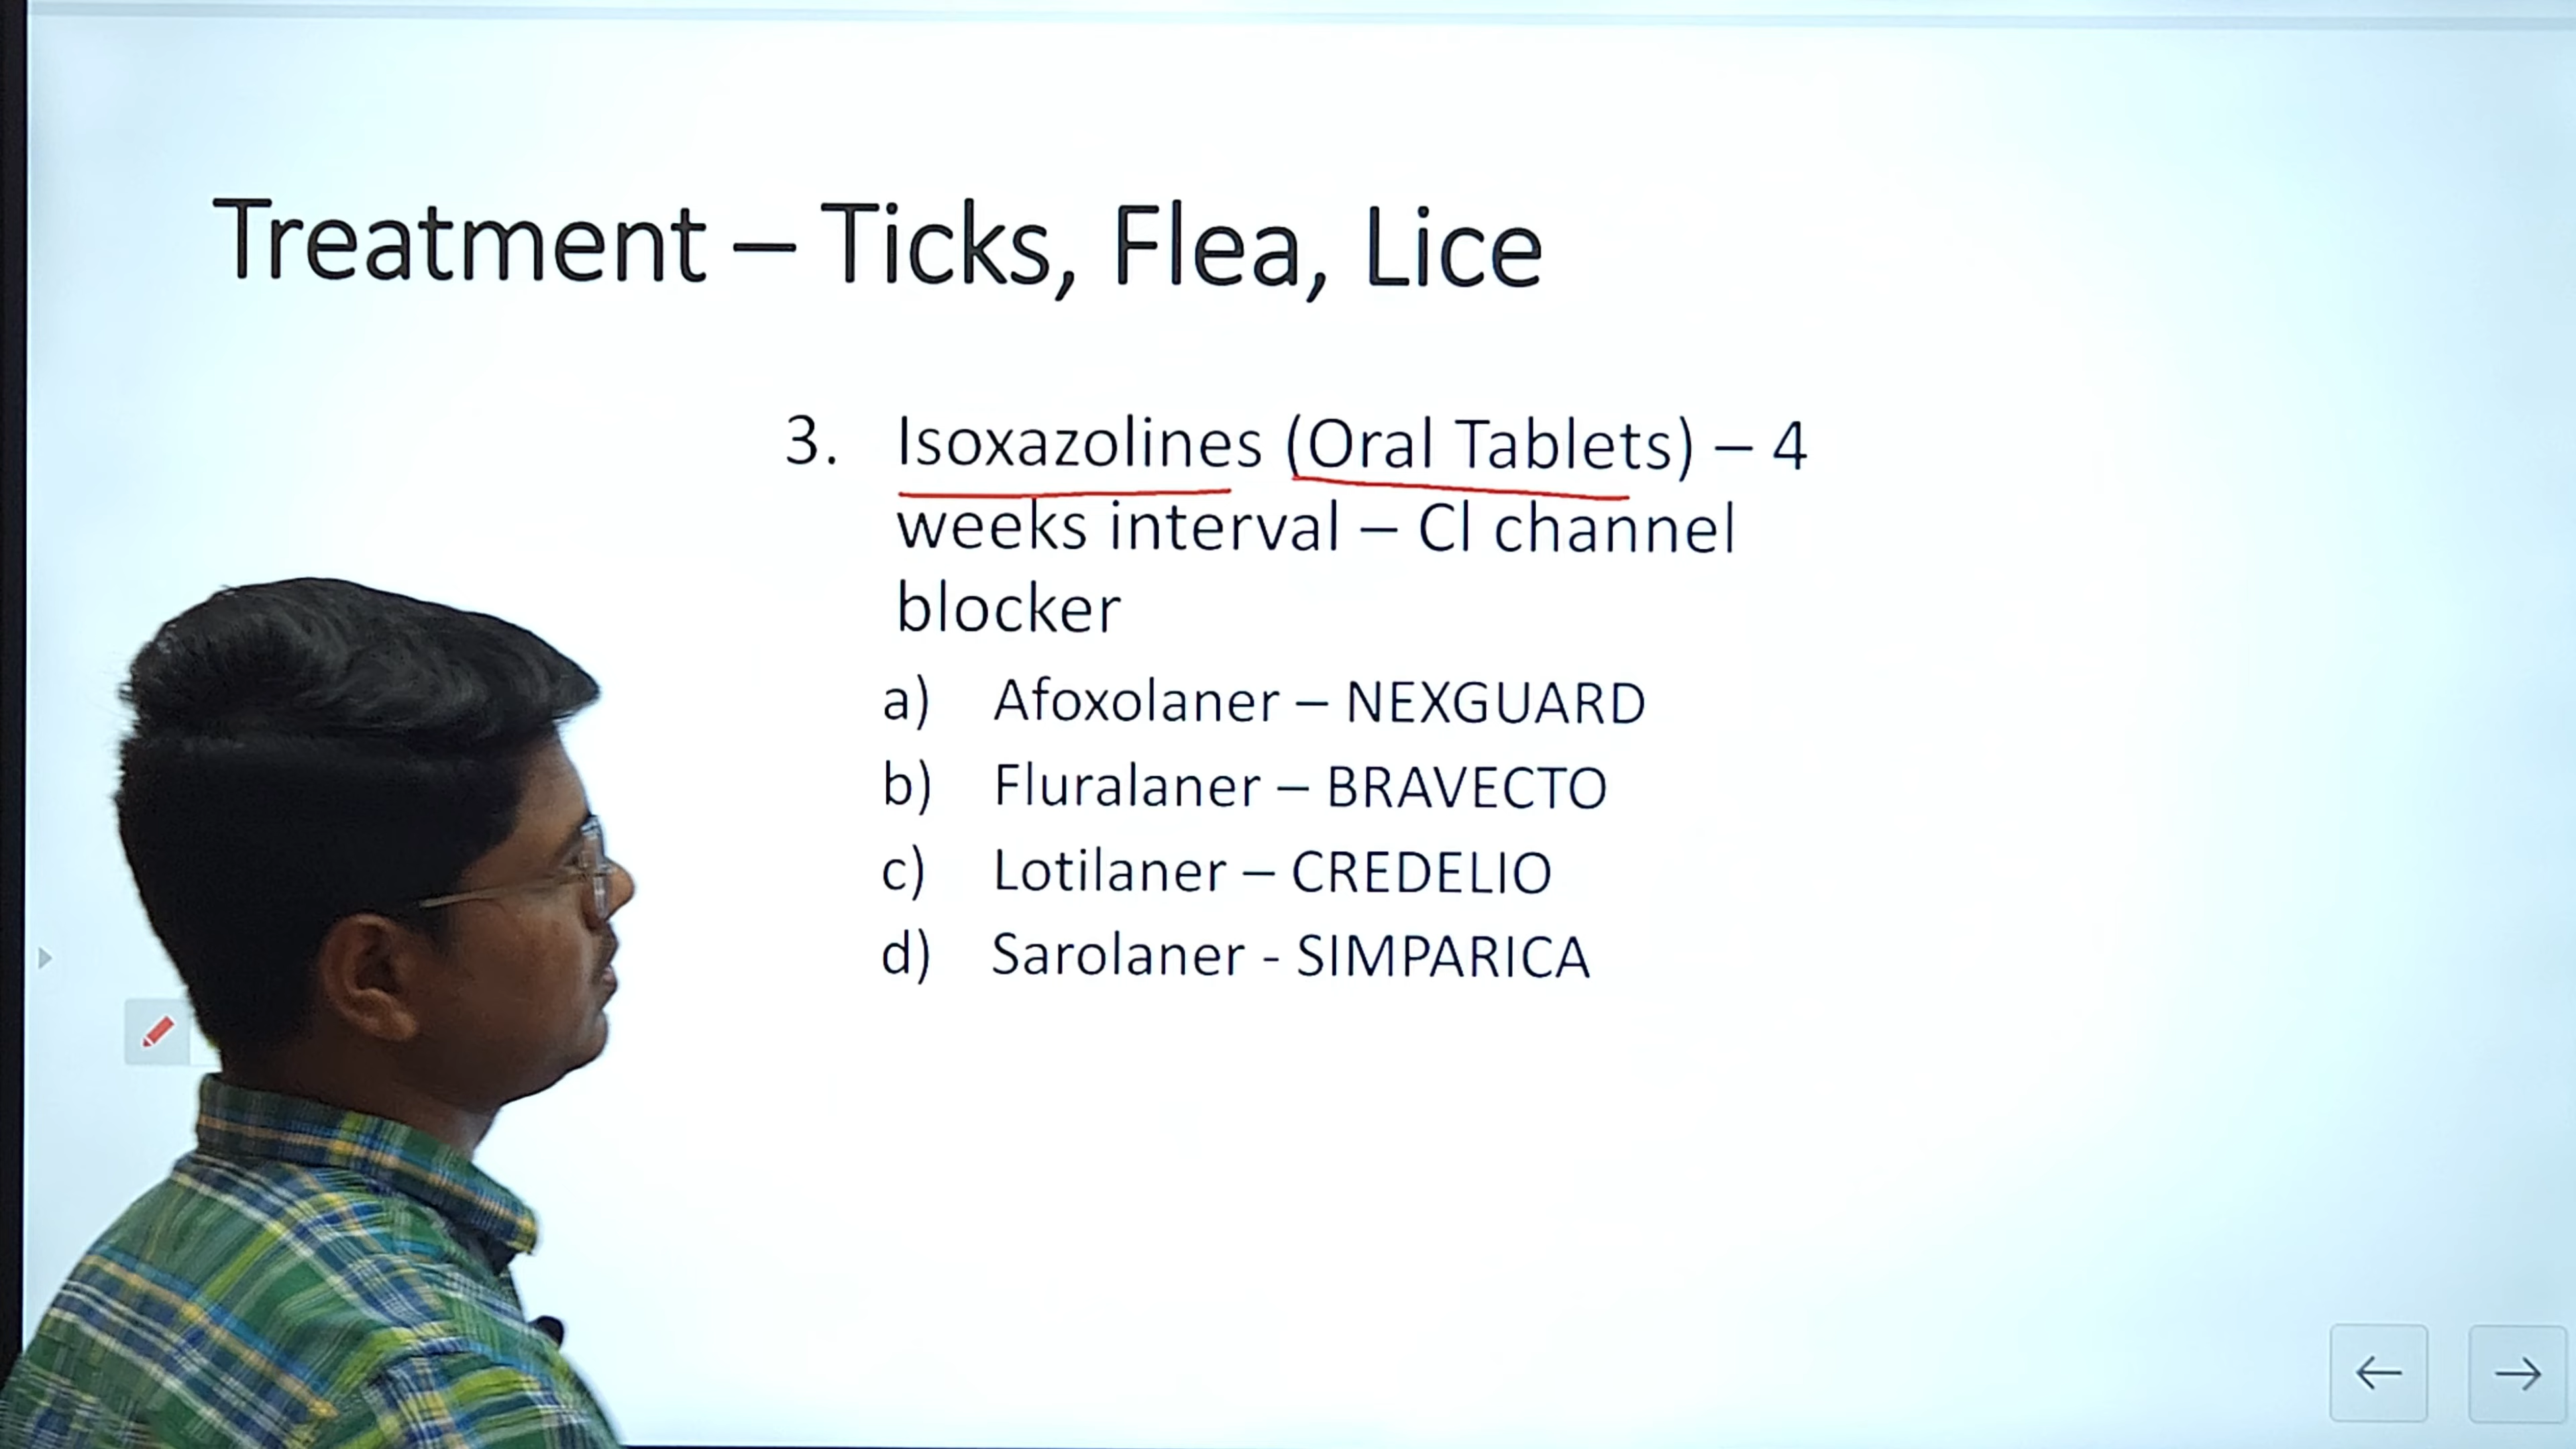 Treatment – Ticks, Flea, Lice
3. Isoxazolines (Oral Tablets) – 4
weeks interval – Cl channel
blocker
a) Afoxolaner – NEXGUARD
b) Fluralaner – BRAVECTO
c) Lotilaner – CREDELIO
d) Sarolaner - SIMPARICA